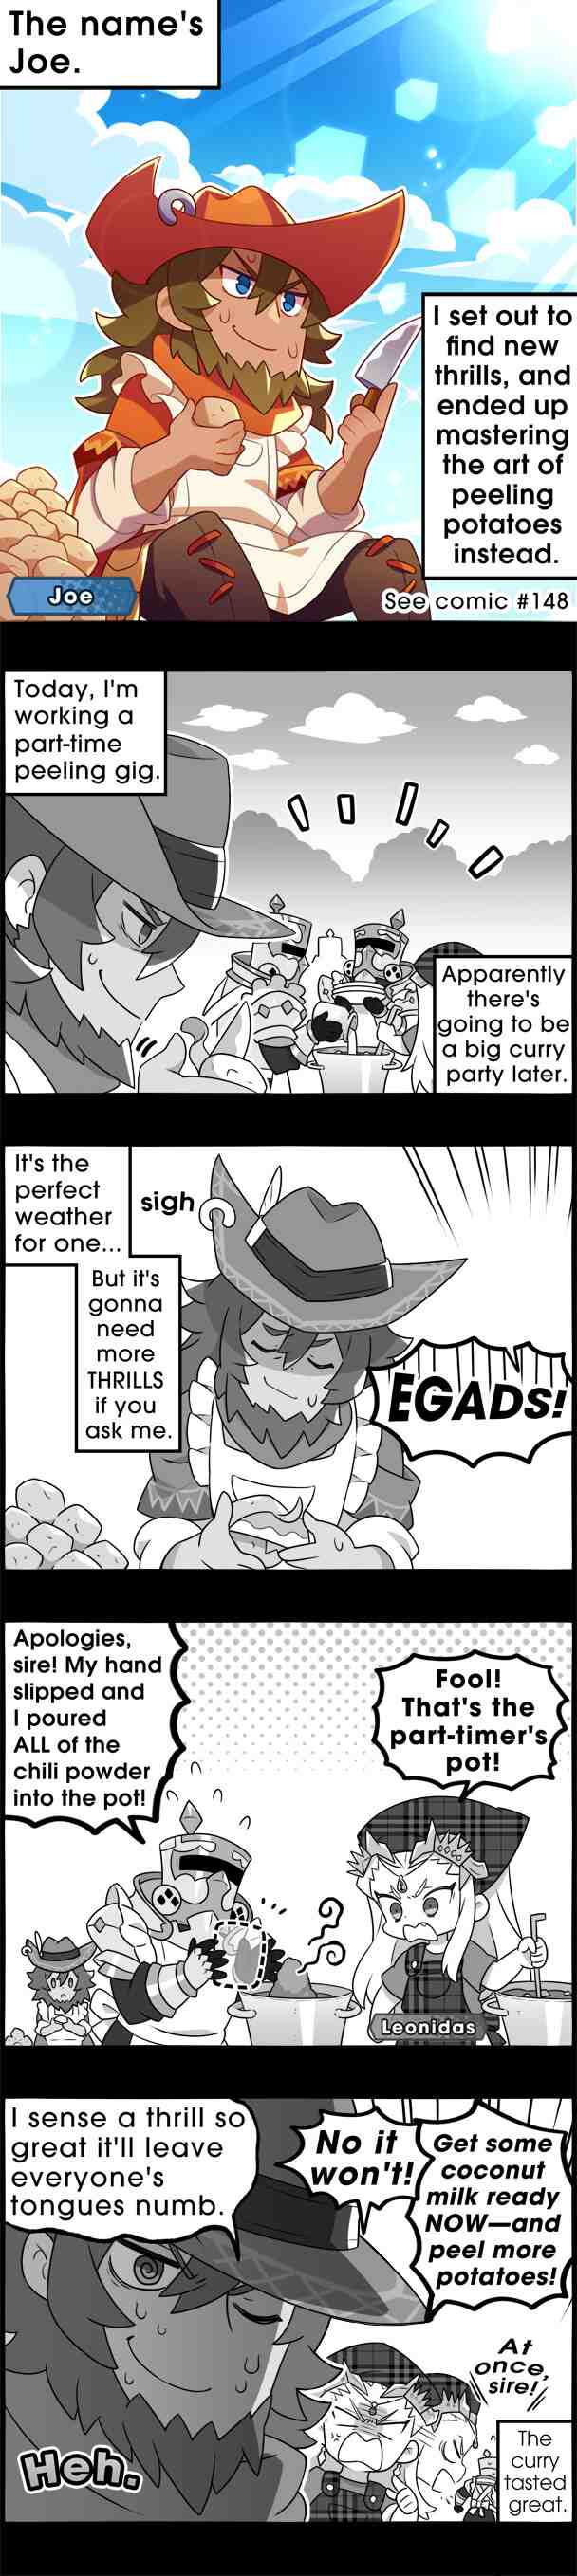 The name's
Joe.
I set out to
find new
thrills, and
ended up
mastering
the art of
peeling
potatoes
instead.
Joe
See comic #148
Today, I'm
working a
part-time
peeling gig.
Apparently
there's
going to be
a big curry
party later.
It's the
perfect
weather
for one...
sigh
But it's
gonna
need
more
THRILLS
if you
ask me.
EGADS!
Apologies,
sire! My hand
slipped and
I poured
ALL of the
chili powder
into the pot!
Fool!
That's the
part-timer's
pot!
Leonidas
I sense a thrill so
great it'll leave
everyone's
tongues numb.
No it
won't!
Get some
coconut
milk ready
NOW—and
peel more
potatoes!
At
once,
sire!
Heh.
The
curry
tasted
great.